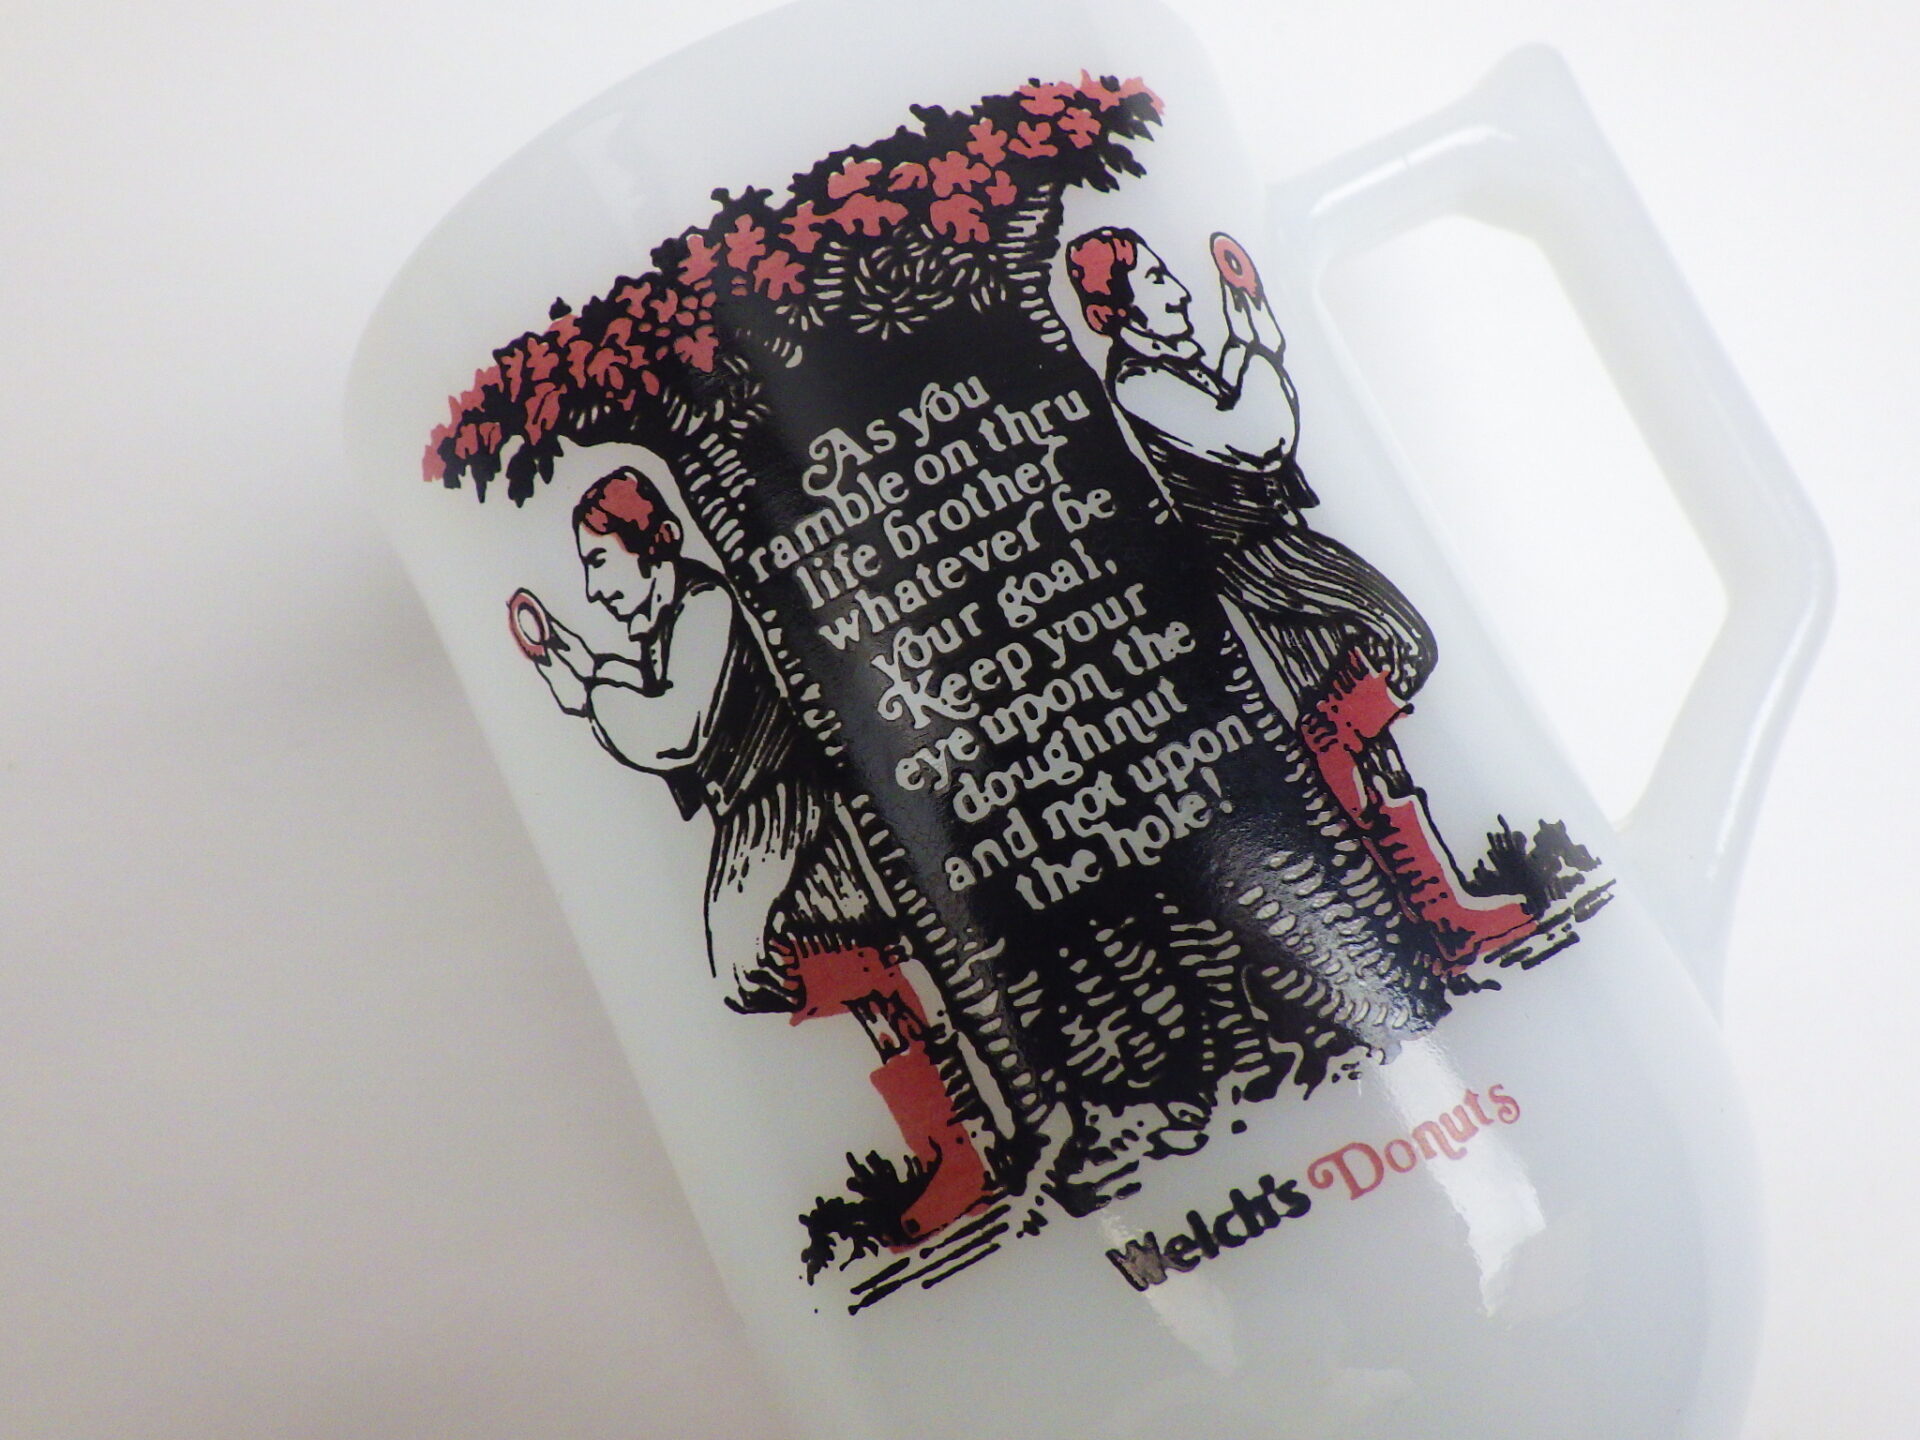 As you
ramble on thru
life brother
whatever be
your goal,
Keep your
eye upon the
doughnut
and not upon
the hole!
Welch's Donuts